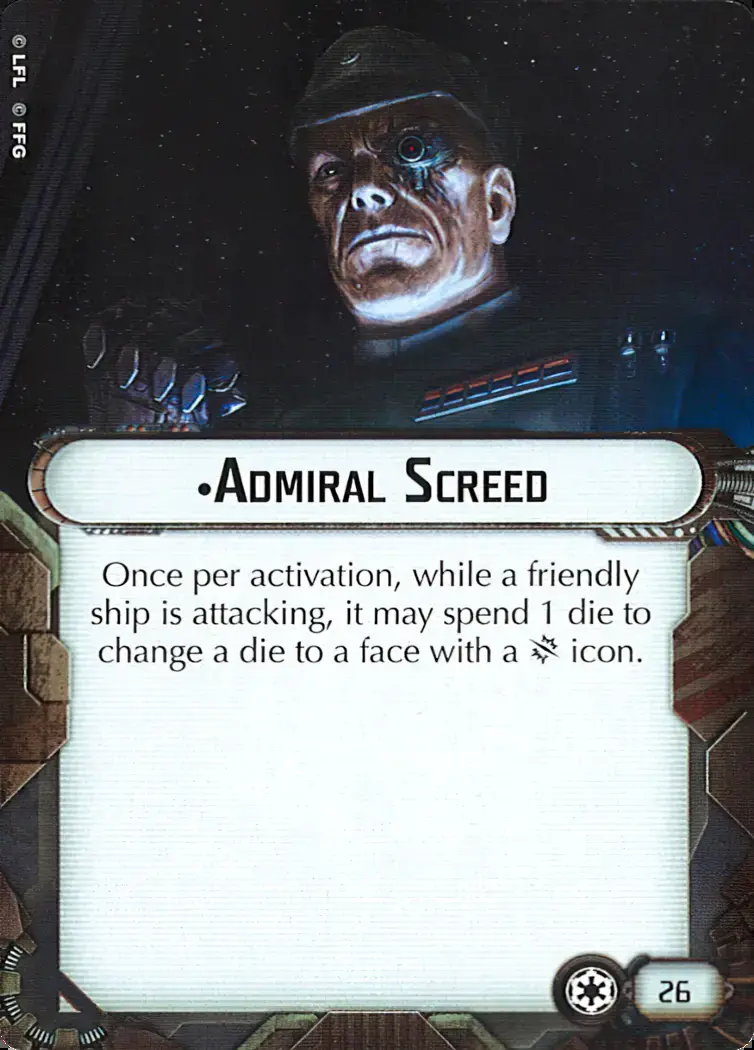 © LFL © FFG
•ADMIRAL SCREED
Once per activation, while a friendly
ship is attacking, it may spend 1 die to
change a die to a face with a icon.
26